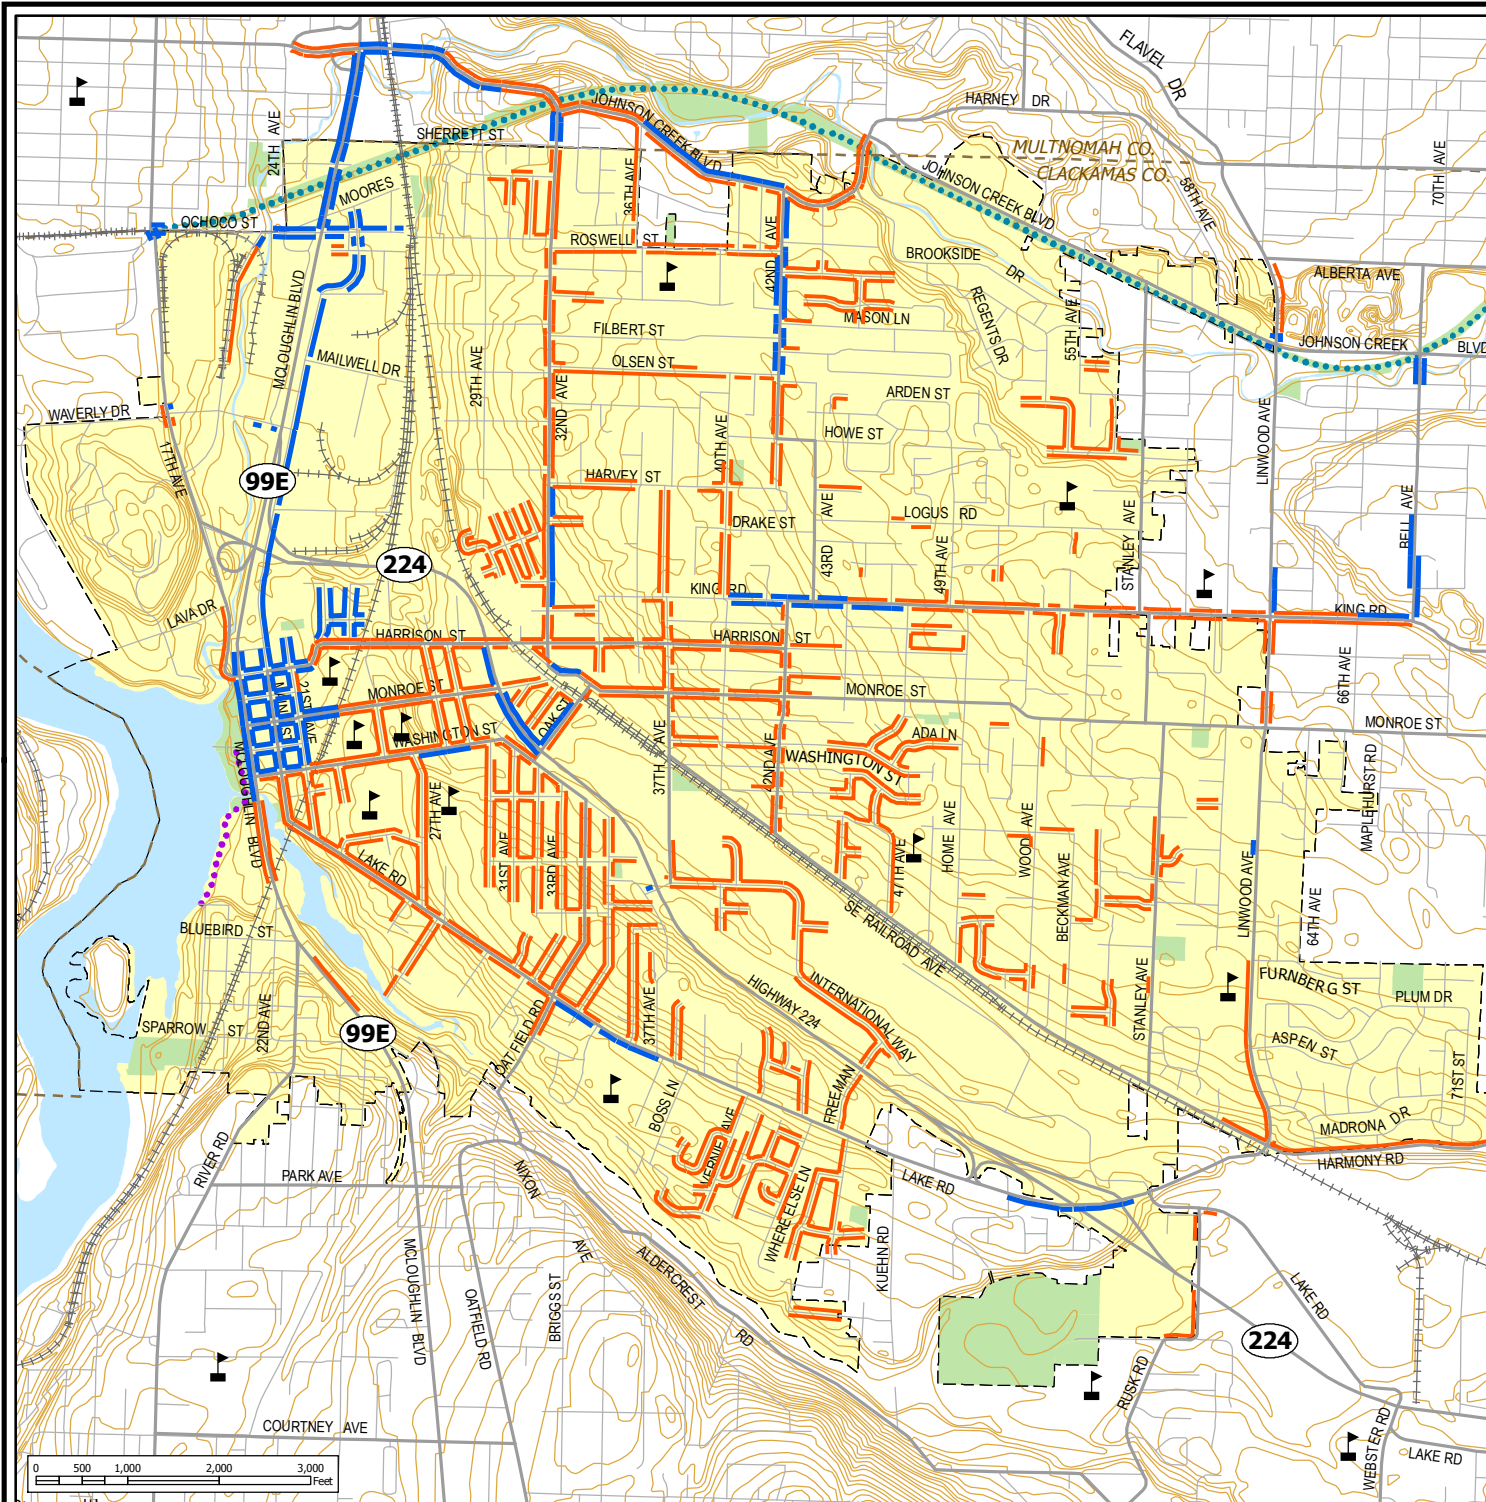 FLAVEL DR
HARNEY DR
24TH AVE
SHERRETT ST
JOHNSON CREEK BLVD
MULTNOMAH CO.
CLACKAMAS CO.
70TH AVE
MOORES
36TH AVE
JOHNSON CREEK BLVD
58TH AVE
OCHOCO ST
ROSWELL ST
42ND AVE
BROOKSIDE DR
ALBERTA AVE
MCLOUGHLIN BLVD
REGENTS DR
MASON LN
55TH AVE
FILBERT ST
JOHNSON CREEK BLVD
MAILWELL DR
29TH AVE
OLSEN ST
32ND AVE
ARDEN ST
WAVERLY DR
HOWE ST
40TH AVE
LINWOOD AVE
17TH AVE
99E
HARVEY ST
DRAKE ST
43RD AVE
LOGUS RD
STANLEY AVE
BELL AVE
224
49TH AVE
KING RD
KING RD
LAVA DR
HARRISON ST
HARRISON ST
MONROE ST
MONROE ST
66TH AVE
MONROE ST
MAIN ST
21ST AVE
WASHINGTON ST
OAK ST
37TH AVE
42ND AVE
WASHINGTON ST
ADA LN
MAPLEHURST RD
MCLOUGHLIN BLVD
27TH AVE
31ST AVE
33RD AVE
LAKE RD
47TH AVE
HOME AVE
WOOD AVE
BECKMAN AVE
LINWOOD AVE
64TH AVE
SE RAILROAD AVE
BLUEBIRD ST
STANLEY AVE
FURNBERG ST
PLUM DR
HIGHWAY 224
INTERNATIONAL WAY
22ND AVE
SPARROW ST
99E
OATFIELD RD
37TH AVE
ASPEN ST
71ST ST
BOSS LN
FREEMAN
VERNIE AVE
MADRONA DR
HARMONY RD
RIVER RD
PARK AVE
NIXON AVE
WHERE ELSE LN
LAKE RD
KUEHN RD
MCLOUGHLIN BLVD
OATFIELD RD
BRIGGS ST
ALDERCREST RD
LAKE RD
224
RUSK RD
COURTNEY AVE
WEBSTER RD
LAKE RD
0 500 1,000 2,000 3,000
Feet